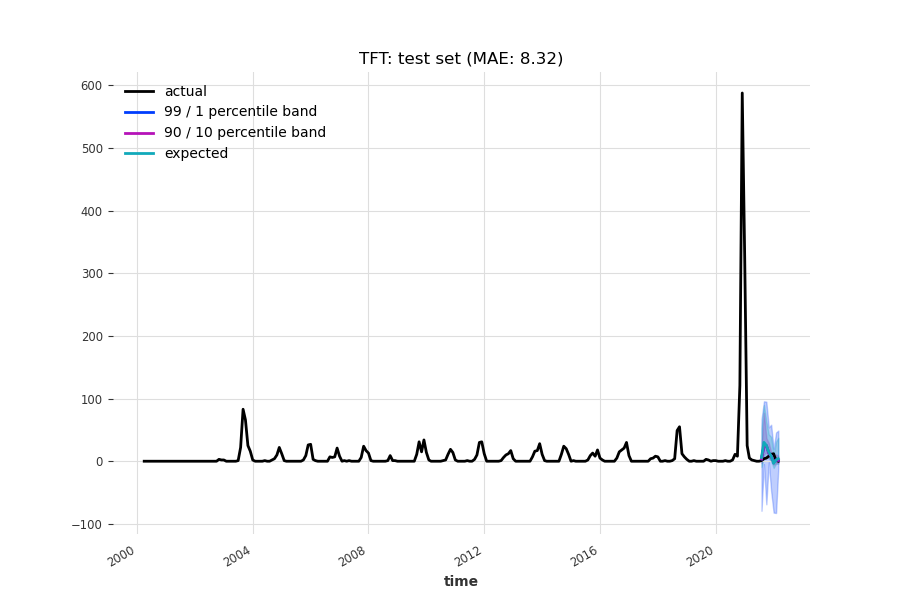 TFT: test set (MAE: 8.32)
actual
99 / 1 percentile band
90 / 10 percentile band
expected
600
500
400
300
200
100
0
−100
2000
2004
2008
2012
2016
2020
time